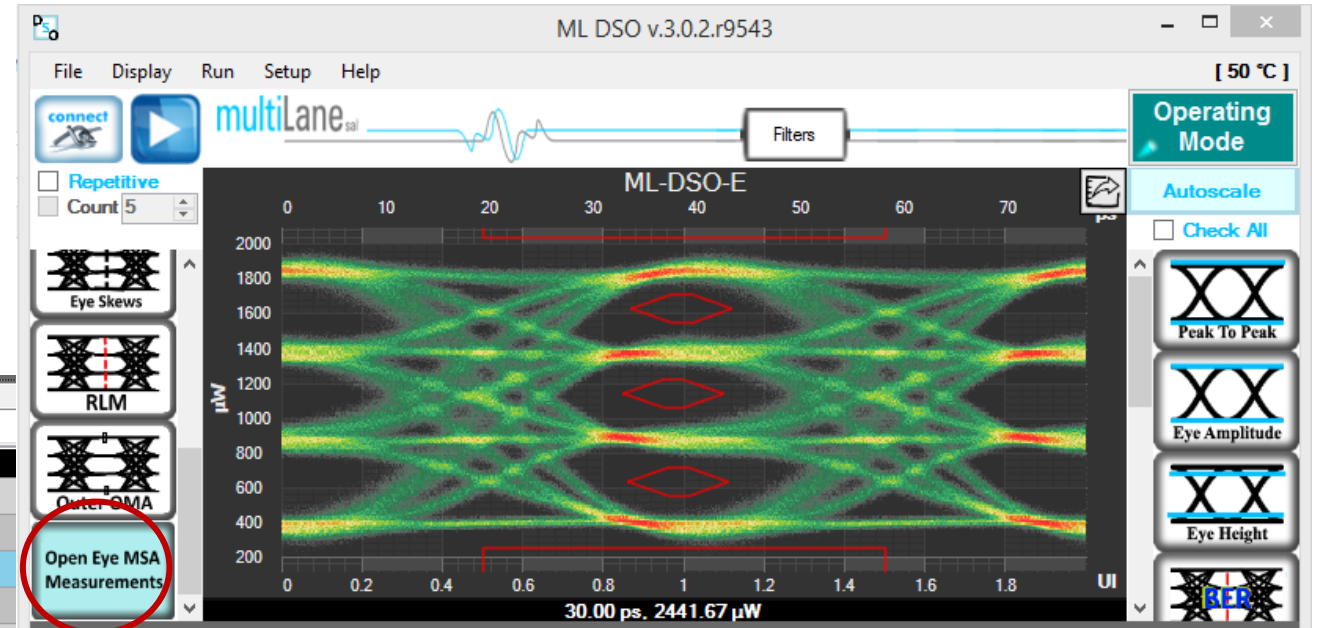 ML DSO v.3.0.2.r9543
File Display Run Setup Help [ 50 °C ]
connect
multiLane sal
Filters
Operating
Mode
Repetitive
Count 5
ML-DSO-E
Autoscale
Check All
0 10 20 30 40 50 60 70 ps
2000
1800
1600
1400
1200
1000
800
600
400
200
µW
0 0.2 0.4 0.6 0.8 1 1.2 1.4 1.6 1.8 UI
30.00 ps, 2441.67 µW
Eye Skews
RLM
Outer OMA
Open Eye MSA
Measurements
Peak To Peak
Eye Amplitude
Eye Height
BER